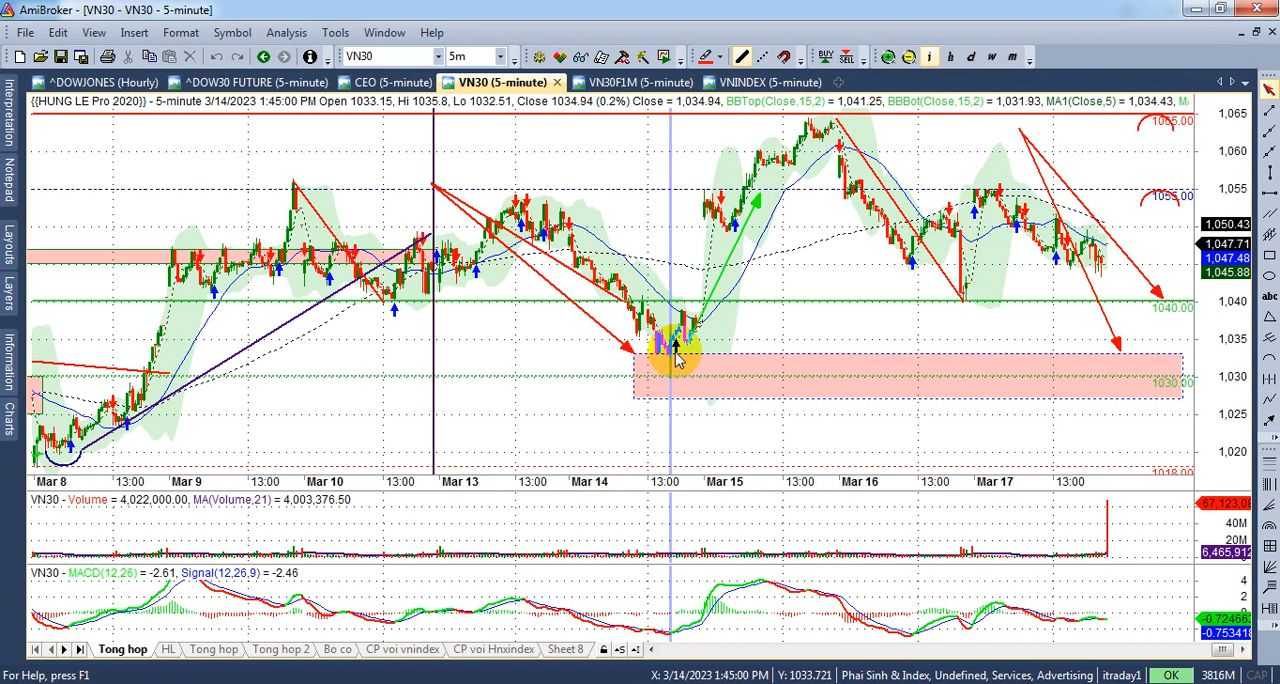 AmiBroker - [VN30 - VN30 - 5-minute]
File Edit View Insert Format Symbol Analysis Tools Window Help
VN30 5m BUY SELL i h d w m
^DOWJONES (Hourly) ^DOW30 FUTURE (5-minute) CEO (5-minute) VN30 (5-minute) VN30F1M (5-minute) VNINDEX (5-minute)
{{HUNG LE Pro 2020}} - 5-minute 3/14/2023 1:45:00 PM Open 1033.15, Hi 1035.8, Lo 1032.51, Close 1034.94 (0.2%) Close = 1,034.94, BBTop(Close,15,2) = 1,041.25, BBBot(Close,15,2) = 1,031.93, MA1(Close,5) = 1,034.43,
Interpretation
Notepad
Layers
Layouts
Information
Charts
abc
1,065
1065.00
1,060
1,055
1055.00
1,050.43
1,047.71
1,047.48
1,045.88
1,040
1040.00
1,035
1,030
1030.00
1,025
1,020
1018.00
Mar 8 13:00 Mar 9 13:00 Mar 10 13:00 Mar 13 13:00 Mar 14 13:00 Mar 15 13:00 Mar 16 13:00 Mar 17 13:00
VN30 - Volume = 4,022,000.00, MA(Volume,21) = 4,003,376.50
40M
20M
6,465,912
VN30 - MACD(12,26) = -2.61, Signal(12,26,9) = -2.46
4
2
-0.724663
-0.753418
Tong hop HL Tong hop Tong hop 2 Bo co CP voi vnindex CP voi Hnxindex Sheet 8
For Help, press F1 X: 3/14/2023 1:45:00 PM Y: 1033.721 Phai Sinh & Index, Undefined, Services, Advertising itraday1 OK 3816M CAP